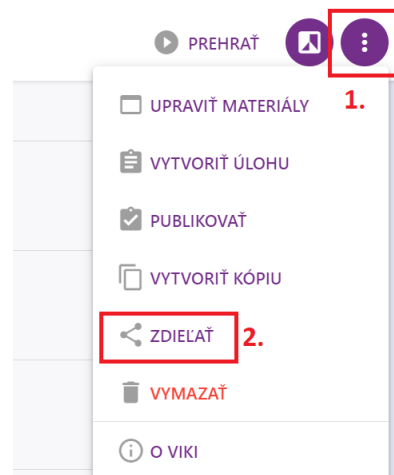 PREHRAŤ
1.
UPRAVIŤ MATERIÁLY
VYTVORIŤ ÚLOHU
PUBLIKOVAŤ
VYTVORIŤ KÓPIU
ZDIEĽAŤ 2.
VYMAZAŤ
O VIKI